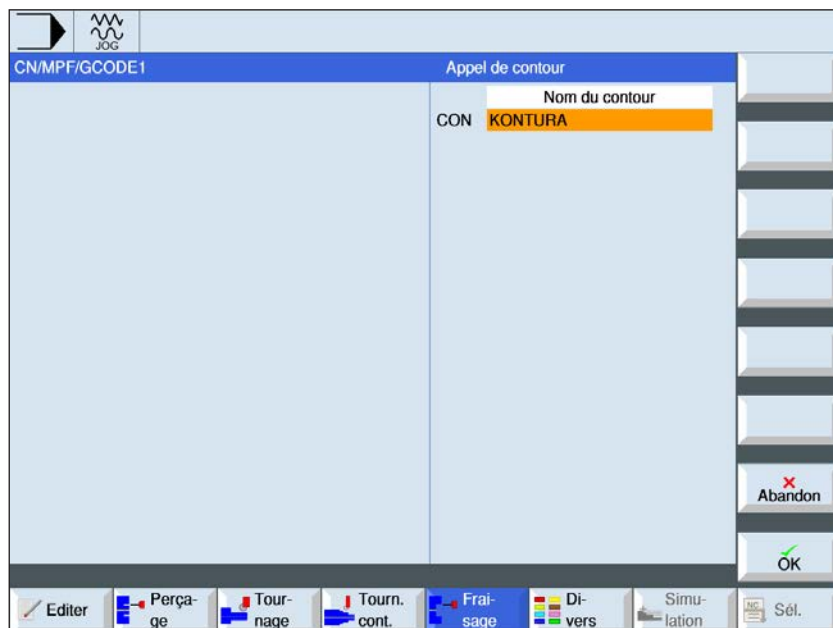 JOG
CN/MPF/GCODE1
Appel de contour
Nom du contour
CON KONTURA
Abandon
OK
Editer
Perça-
ge
Tour-
nage
Tourn.
cont.
Frai-
sage
Di-
vers
Simu-
lation
NC
Sél.